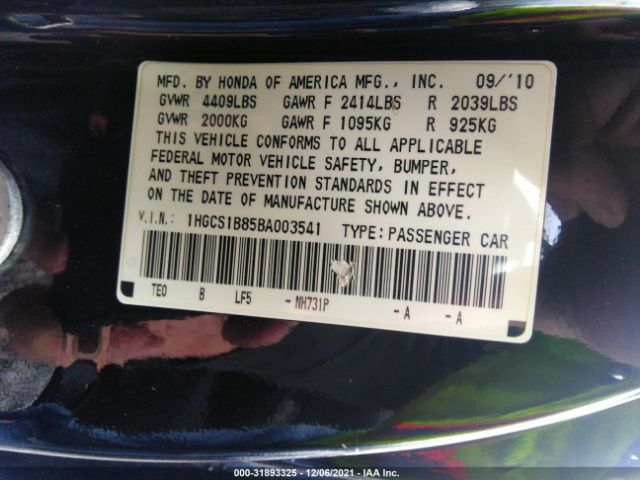 MFD. BY HONDA OF AMERICA MFG., INC. 09/'10
GVWR 4409LBS GAWR F 2414LBS R 2039LBS
GVWR 2000KG GAWR F 1095KG R 925KG
THIS VEHICLE CONFORMS TO ALL APPLICABLE
FEDERAL MOTOR VEHICLE SAFETY, BUMPER,
AND THEFT PREVENTION STANDARDS IN EFFECT
ON THE DATE OF MANUFACTURE SHOWN ABOVE.
V.I.N.: 1HGCS1B85BA003541 TYPE: PASSENGER CAR
TE0 B LF5 -NH731P -A -A
000-31893325 - 12/06/2021 - IAA Inc.